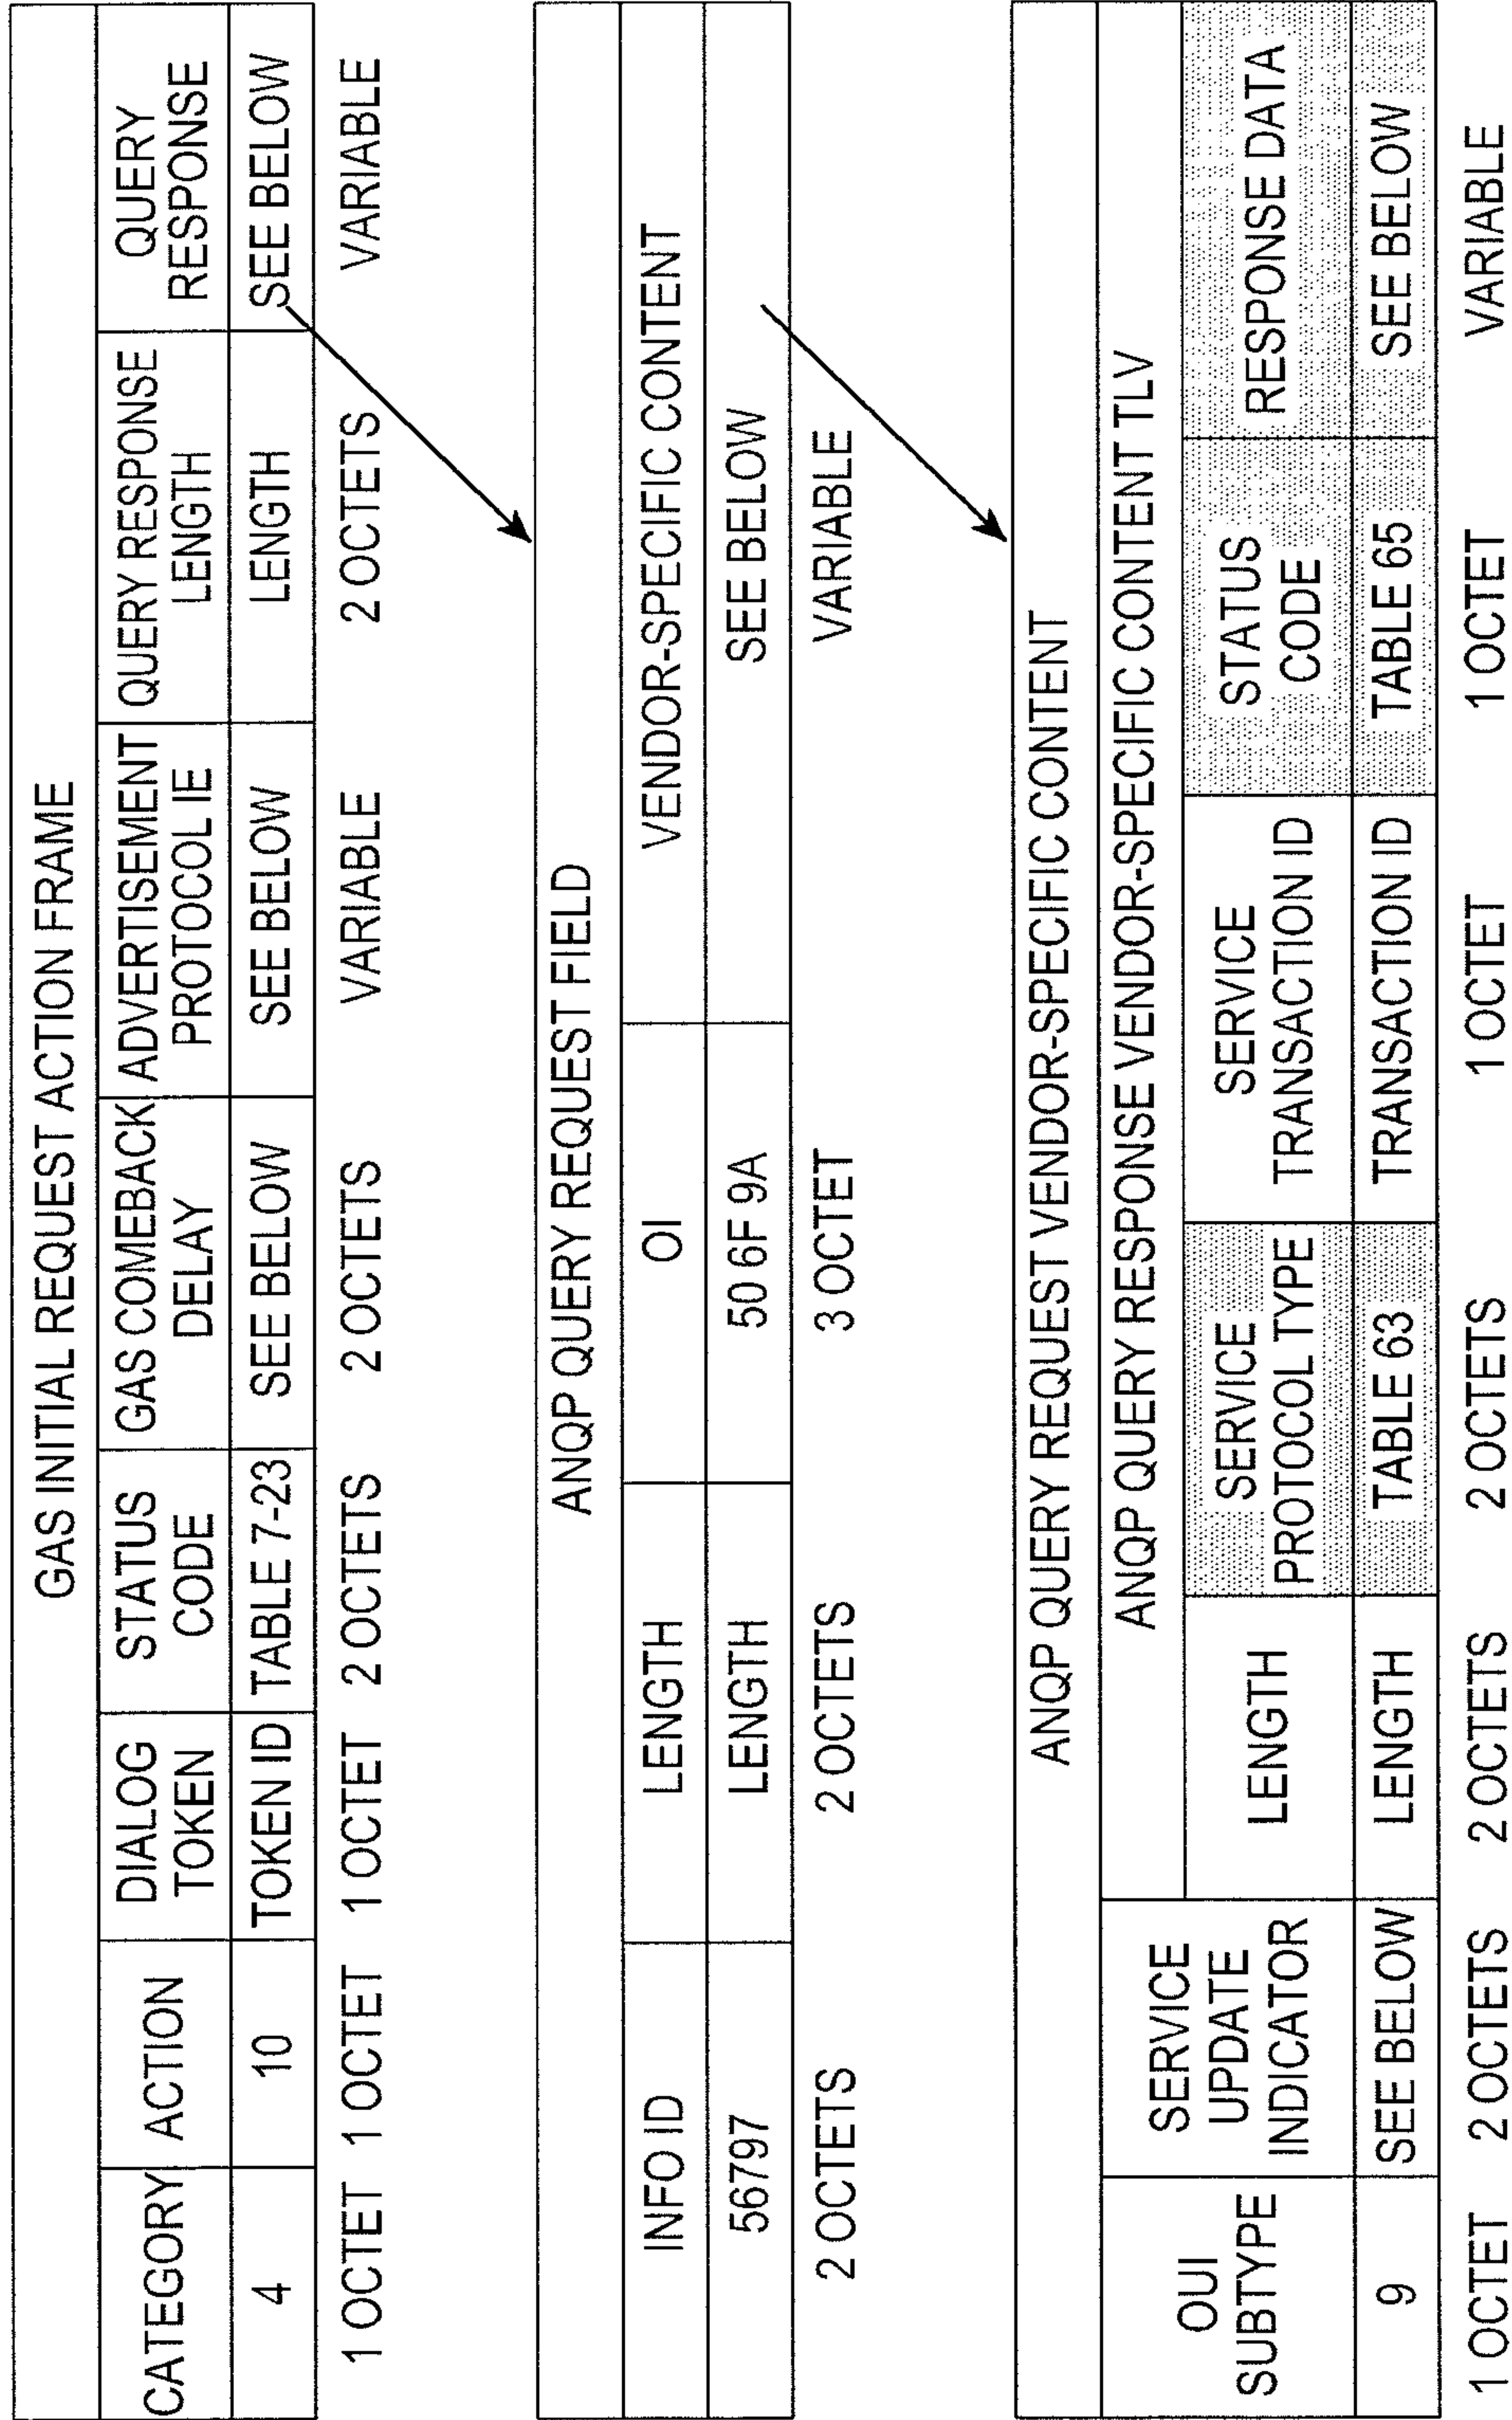 GAS INITIAL REQUEST ACTION FRAME
CATEGORY
ACTION
DIALOG
TOKEN
STATUS
CODE
GAS COMEBACK
DELAY
ADVERTISEMENT
PROTOCOL IE
QUERY RESPONSE
LENGTH
QUERY
RESPONSE
4
10
TOKEN ID
TABLE 7-23
SEE BELOW
SEE BELOW
LENGTH
SEE BELOW
1 OCTET
1 OCTET
1 OCTET
2 OCTETS
2 OCTETS
VARIABLE
2 OCTETS
VARIABLE
ANQP QUERY REQUEST FIELD
INFO ID
LENGTH
OI
VENDOR-SPECIFIC CONTENT
56797
LENGTH
50 6F 9A
SEE BELOW
2 OCTETS
2 OCTETS
3 OCTET
VARIABLE
ANQP QUERY REQUEST VENDOR-SPECIFIC CONTENT
ANQP QUERY RESPONSE VENDOR-SPECIFIC CONTENT TLV
OUI
SUBTYPE
SERVICE
UPDATE
INDICATOR
LENGTH
SERVICE
PROTOCOL TYPE
SERVICE
TRANSACTION ID
STATUS
CODE
RESPONSE DATA
9
SEE BELOW
LENGTH
TABLE 63
TRANSACTION ID
TABLE 65
SEE BELOW
1 OCTET
2 OCTETS
2 OCTETS
2 OCTETS
1 OCTET
1 OCTET
VARIABLE